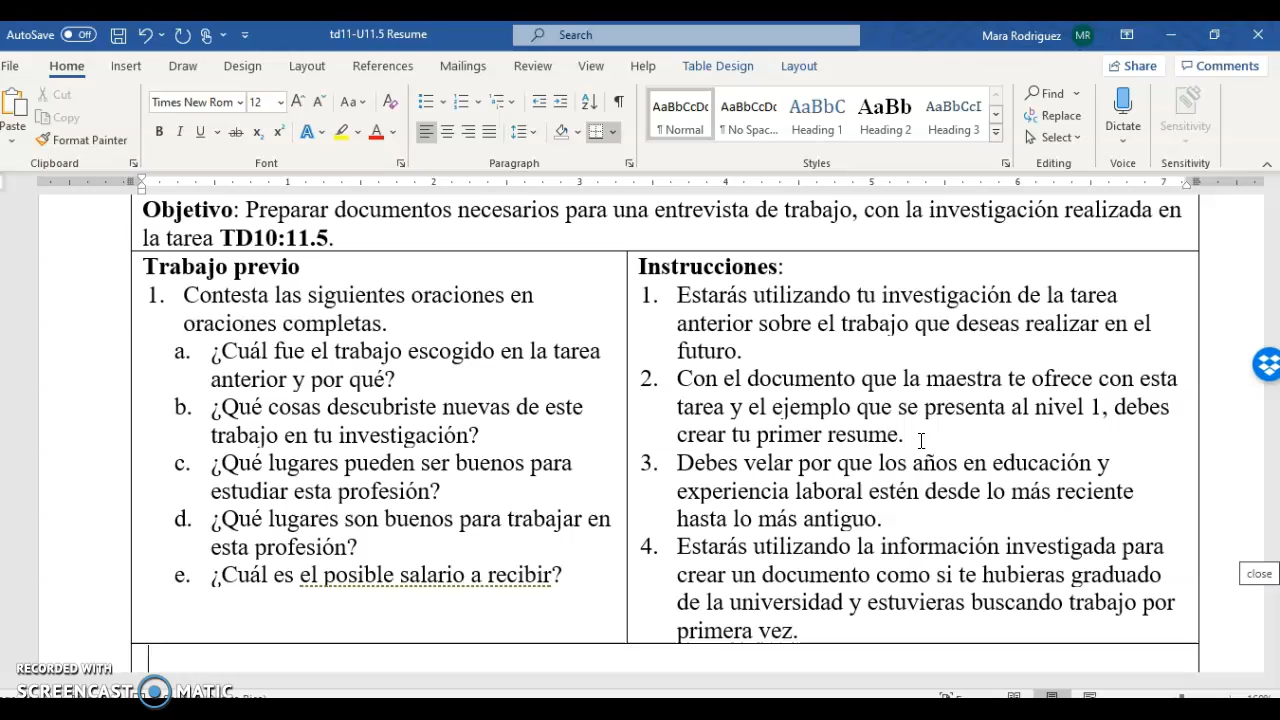 AutoSave Off td11-U11.5 Resume Search Mara Rodriguez MR
File Home Insert Draw Design Layout References Mailings Review View Help Table Design Layout Share Comments
Paste Cut Copy Format Painter
Times New Rom 12
AaBbCcDc AaBbCcDc AaBbC AaBb AaBbCcI
¶ Normal ¶ No Spac... Heading 1 Heading 2 Heading 3
Find Replace Select Dictate Sensitivity
Clipboard Font Paragraph Styles Editing Voice Sensitivity
1 2 3 4 5 6 7
Objetivo: Preparar documentos necesarios para una entrevista de trabajo, con la investigación realizada en
la tarea TD10:11.5.
Trabajo previo
1. Contesta las siguientes oraciones en
oraciones completas.
a. ¿Cuál fue el trabajo escogido en la tarea
anterior y por qué?
b. ¿Qué cosas descubriste nuevas de este
trabajo en tu investigación?
c. ¿Qué lugares pueden ser buenos para
estudiar esta profesión?
d. ¿Qué lugares son buenos para trabajar en
esta profesión?
e. ¿Cuál es el posible salario a recibir?
Instrucciones:
1. Estarás utilizando tu investigación de la tarea
anterior sobre el trabajo que deseas realizar en el
futuro.
2. Con el documento que la maestra te ofrece con esta
tarea y el ejemplo que se presenta al nivel 1, debes
crear tu primer resume.
3. Debes velar por que los años en educación y
experiencia laboral estén desde lo más reciente
hasta lo más antiguo.
4. Estarás utilizando la información investigada para
crear un documento como si te hubieras graduado
de la universidad y estuvieras buscando trabajo por
primera vez.
close
RECORDED WITH
SCREENCAST MATIC